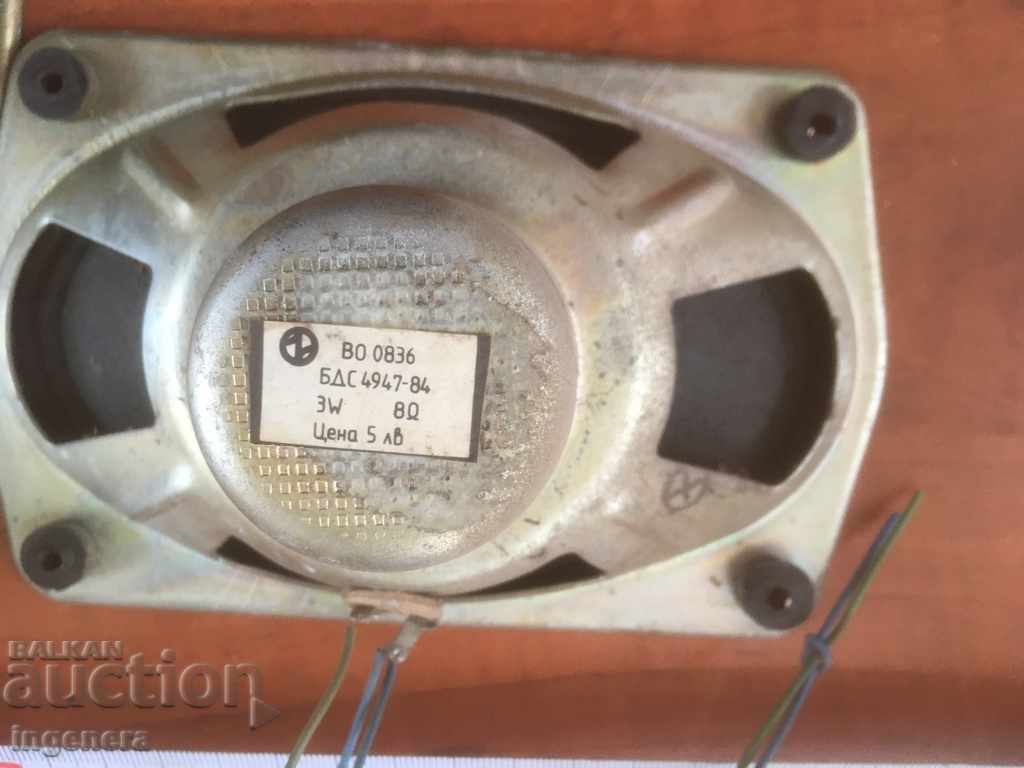 ВО 0836
БДС 4947-84
3W 8Ω
Цена 5 лв
BALKAN
auction
ingenera